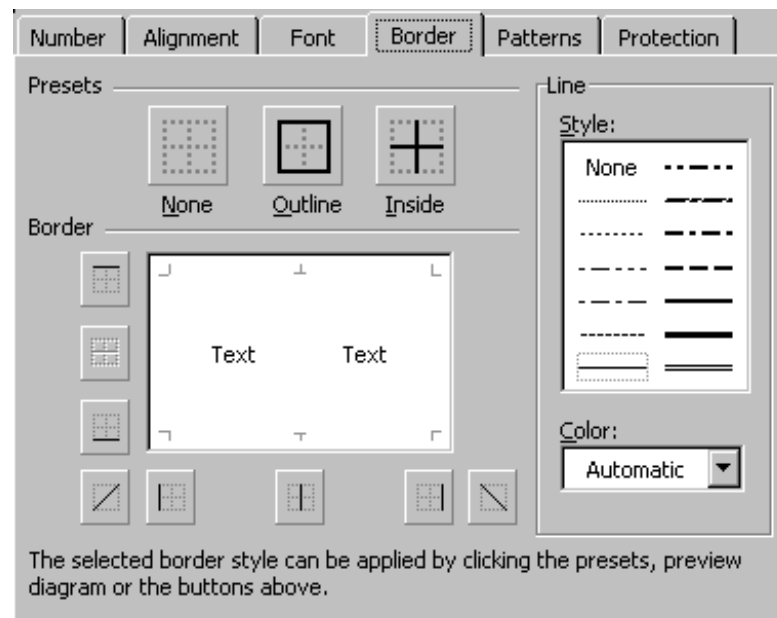 Number Alignment Font Border Patterns Protection
Presets
None Outline Inside
Border
Text Text
Line
Style:
None
Color:
Automatic
The selected border style can be applied by clicking the presets, preview
diagram or the buttons above.